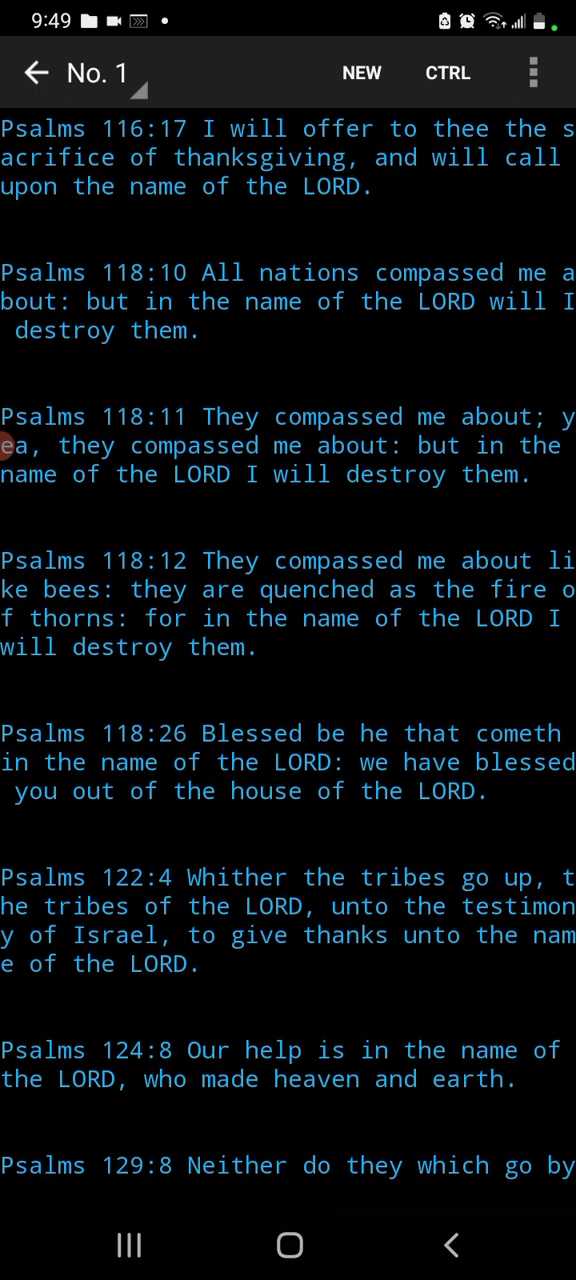 9:49
No. 1
NEW
CTRL
Psalms 116:17 I will offer to thee the s
acrifice of thanksgiving, and will call
upon the name of the LORD.
Psalms 118:10 All nations compassed me a
bout: but in the name of the LORD will I
destroy them.
Psalms 118:11 They compassed me about; y
ea, they compassed me about: but in the
name of the LORD I will destroy them.
Psalms 118:12 They compassed me about li
ke bees: they are quenched as the fire o
f thorns: for in the name of the LORD I
will destroy them.
Psalms 118:26 Blessed be he that cometh
in the name of the LORD: we have blessed
you out of the house of the LORD.
Psalms 122:4 Whither the tribes go up, t
he tribes of the LORD, unto the testimon
y of Israel, to give thanks unto the nam
e of the LORD.
Psalms 124:8 Our help is in the name of
the LORD, who made heaven and earth.
Psalms 129:8 Neither do they which go by